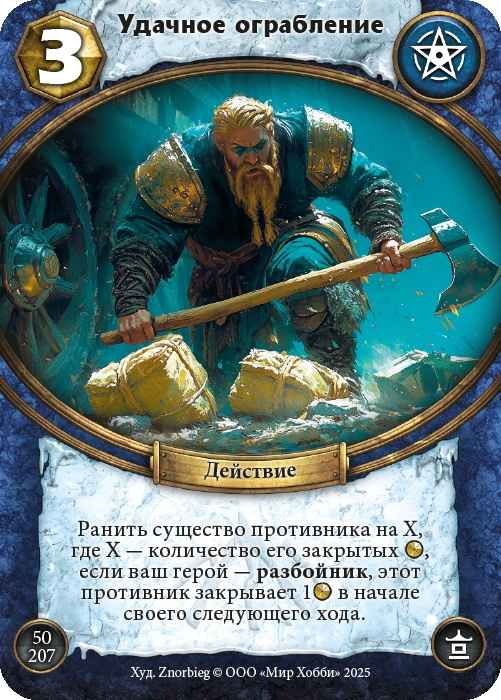 3
Удачное ограбление
Действие
Ранить существо противника на X,
где X — количество его закрытых ,
если ваш герой — разбойник, этот
противник закрывает 1 в начале
своего следующего хода.
50
207
Худ. Znorbieg © ООО «Мир Хобби» 2025